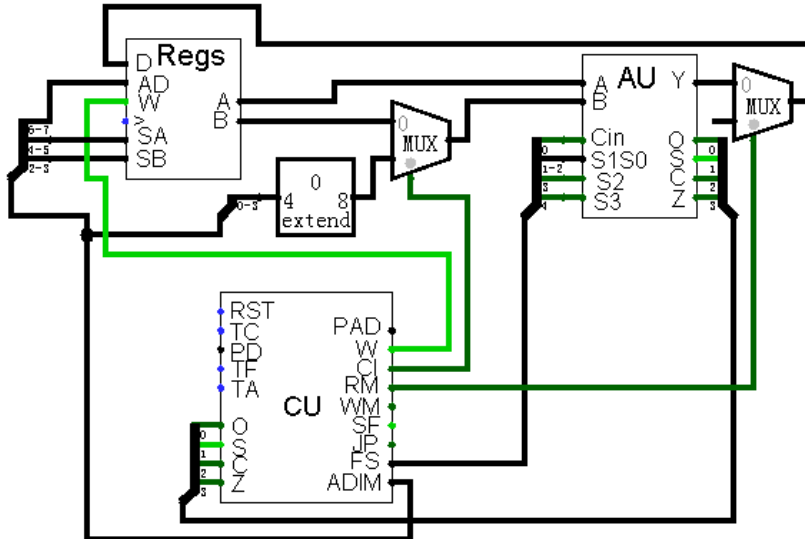 Regs
D
AD
W
>
SA
SB
A
B
6-7
4-5
2-3
0
MUX
0
4 8
extend
0-3
AU
A
B
Y
Cin
S1S0
S2
S3
O
S
C
Z
0
1-2
3
4
0
1
2
3
0
MUX
CU
RST
TC
PD
TF
TA
O
S
C
Z
0
1
2
3
PAD
W
CI
RM
WM
SF
JP
FS
ADIM